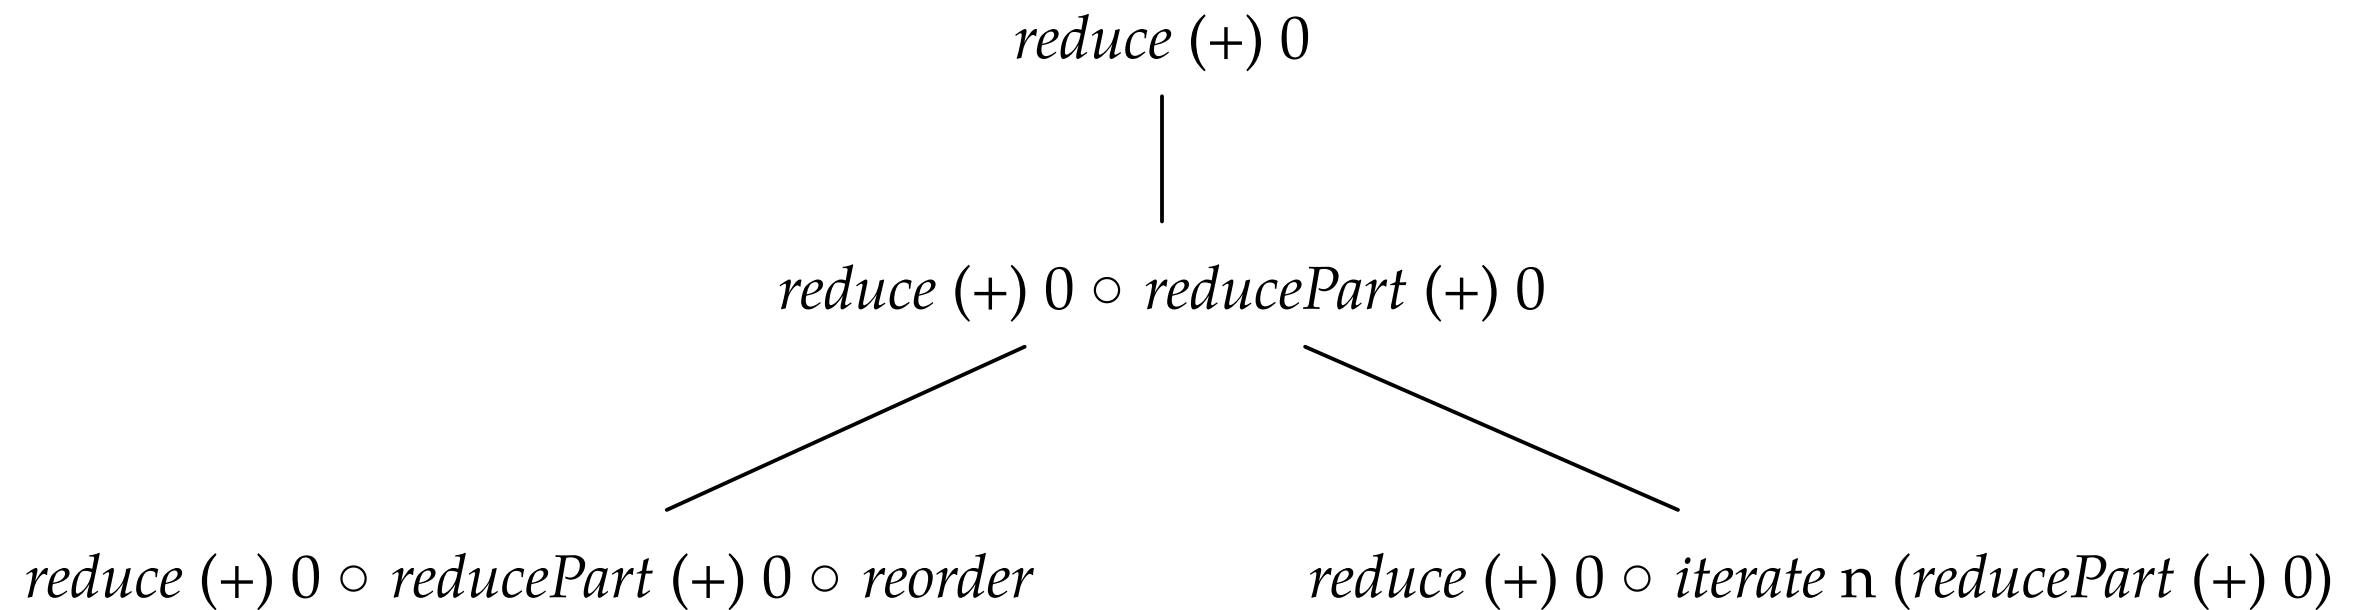 reduce (+) 0
reduce (+) 0 ○ reducePart (+) 0
reduce (+) 0 ○ reducePart (+) 0 ○ reorder
reduce (+) 0 ○ iterate n (reducePart (+) 0)